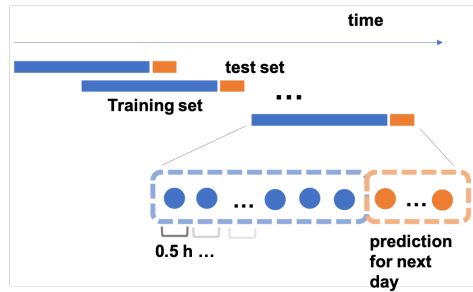 time
test set
Training set
...
...
...
0.5 h ...
prediction
for next
day